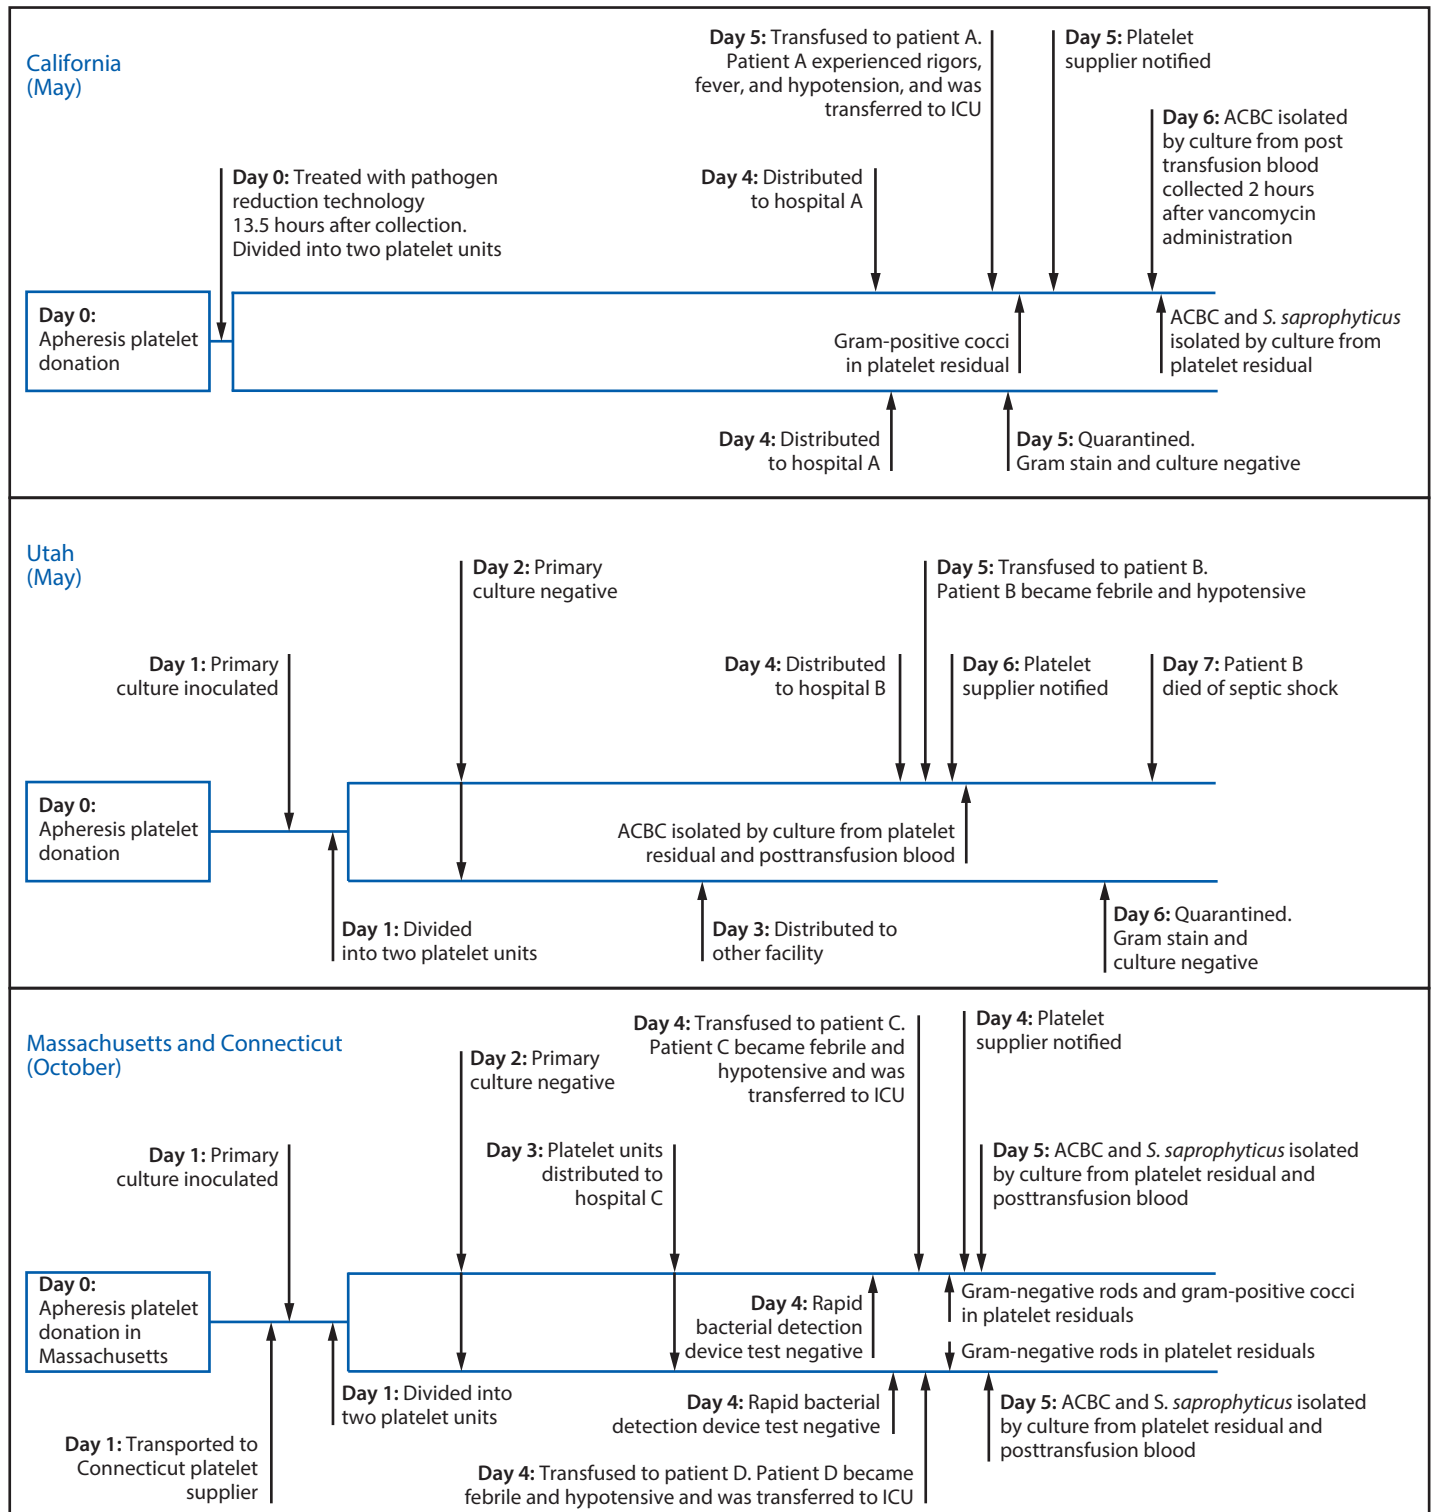 California
(May)
Day 5: Transfused to patient A.
Patient A experienced rigors,
fever, and hypotension, and was
transferred to ICU
Day 5: Platelet
supplier notified
Day 6: ACBC isolated
by culture from post
transfusion blood
collected 2 hours
after vancomycin
administration
Day 0: Treated with pathogen
reduction technology
13.5 hours after collection.
Divided into two platelet units
Day 4: Distributed
to hospital A
Day 0:
Apheresis platelet
donation
Gram-positive cocci
in platelet residual
ACBC and S. saprophyticus
isolated by culture from
platelet residual
Day 4: Distributed
to hospital A
Day 5: Quarantined.
Gram stain and culture negative
Utah
(May)
Day 2: Primary
culture negative
Day 5: Transfused to patient B.
Patient B became febrile and hypotensive
Day 1: Primary
culture inoculated
Day 4: Distributed
to hospital B
Day 6: Platelet
supplier notified
Day 7: Patient B
died of septic shock
Day 0:
Apheresis platelet
donation
ACBC isolated by culture from platelet
residual and posttransfusion blood
Day 1: Divided
into two platelet units
Day 3: Distributed to
other facility
Day 6: Quarantined.
Gram stain and
culture negative
Massachusetts and Connecticut
(October)
Day 2: Primary
culture negative
Day 4: Transfused to patient C.
Patient C became febrile and
hypotensive and was
transferred to ICU
Day 4: Platelet
supplier notified
Day 1: Primary
culture inoculated
Day 3: Platelet units
distributed to
hospital C
Day 5: ACBC and S. saprophyticus isolated
by culture from platelet residual and
posttransfusion blood
Day 0:
Apheresis platelet
donation in
Massachusetts
Day 4: Rapid
bacterial detection
device test negative
Gram-negative rods and gram-positive cocci
in platelet residuals
Gram-negative rods in platelet residuals
Day 1: Divided into
two platelet units
Day 4: Rapid bacterial
detection device test negative
Day 5: ACBC and S. saprophyticus isolated
by culture from platelet residual and
posttransfusion blood
Day 1: Transported to
Connecticut platelet
supplier
Day 4: Transfused to patient D. Patient D became
febrile and hypotensive and was transferred to ICU